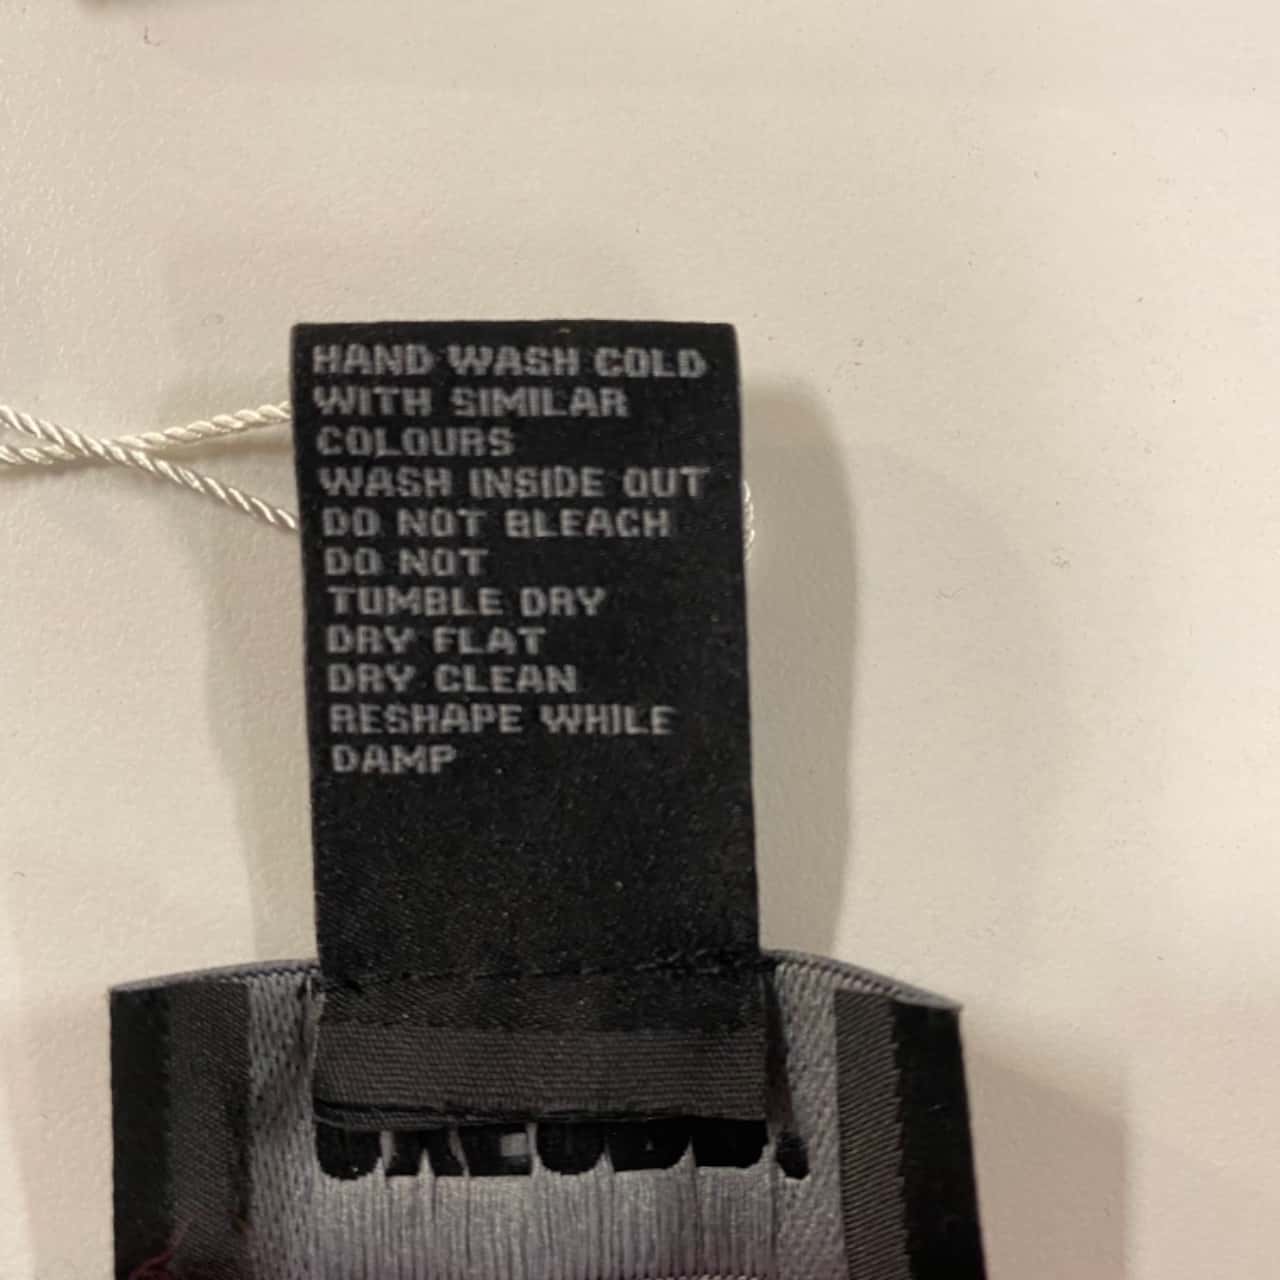 HAND WASH COLD
WITH SIMILAR
COLOURS
WASH INSIDE OUT
DO NOT BLEACH
DO NOT
TUMBLE DRY
DRY FLAT
DRY CLEAN
RESHAPE WHILE
DAMP